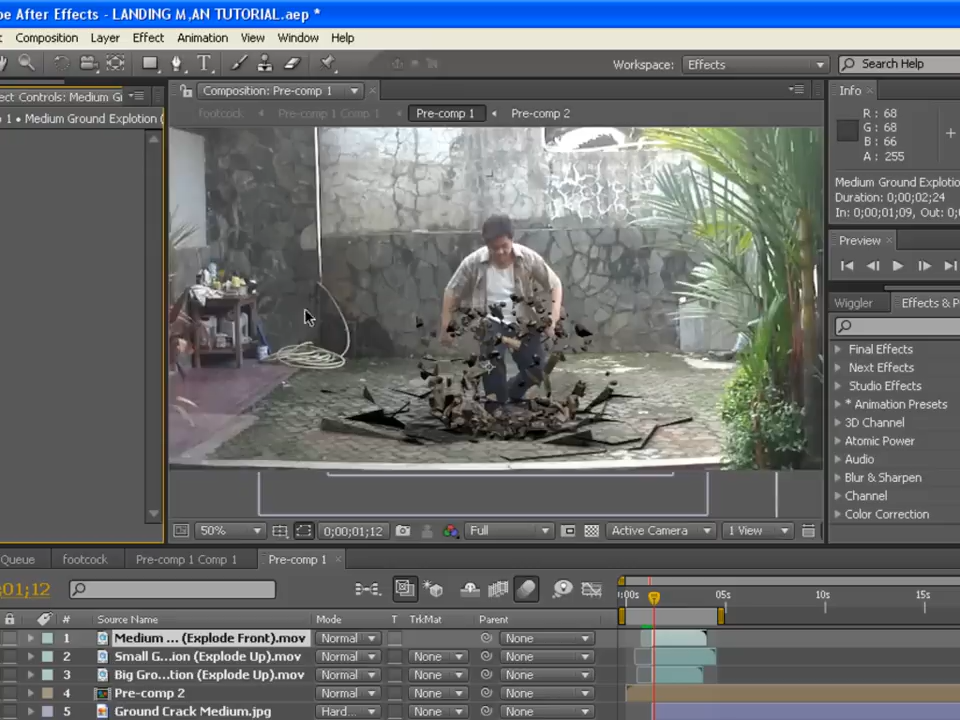 pe After Effects - LANDING M,AN TUTORIAL.aep *
Composition Layer Effect Animation View Window Help
Workspace: Effects Search Help
ect Controls: Medium Gr Composition: Pre-comp 1 Info
1 • Medium Ground Explotion ( footcock Pre-comp 1 Comp 1 Pre-comp 1 Pre-comp 2
R : 68
G : 68
B : 66
A : 255
Medium Ground Explotio
Duration: 0;00;02;24
In: 0;00;01;09, Out: 0;
Preview
Wiggler Effects & P
Final Effects
Next Effects
Studio Effects
* Animation Presets
3D Channel
Atomic Power
Audio
Blur & Sharpen
Channel
Color Correction
50% 0;00;01;12 Full Active Camera 1 View
Queue footcock Pre-comp 1 Comp 1 Pre-comp 1
01;12 :00s 05s 10s 15s
# Source Name Mode T TrkMat Parent
1 Medium ... (Explode Front).mov Normal None
2 Small G...ion (Explode Up).mov Normal None None
3 Big Gro...tion (Explode Up).mov Normal None None
4 Pre-comp 2 Normal None None
5 Ground Crack Medium.jpg Hard... None None